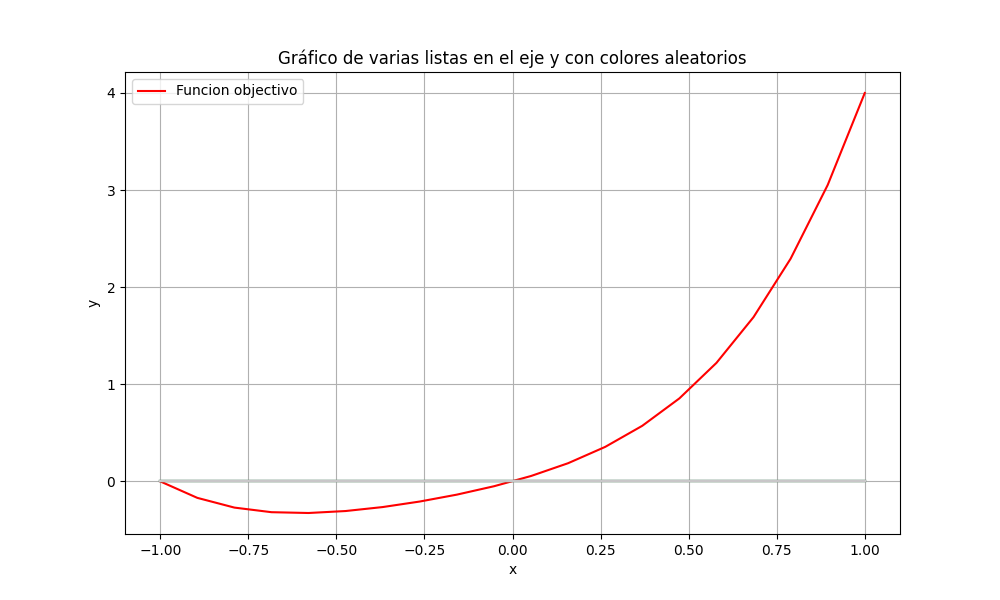 Gráfico de varias listas en el eje y con colores aleatorios
Funcion objectivo
4
3
2
1
0
y
−1.00 −0.75 −0.50 −0.25 0.00 0.25 0.50 0.75 1.00
x